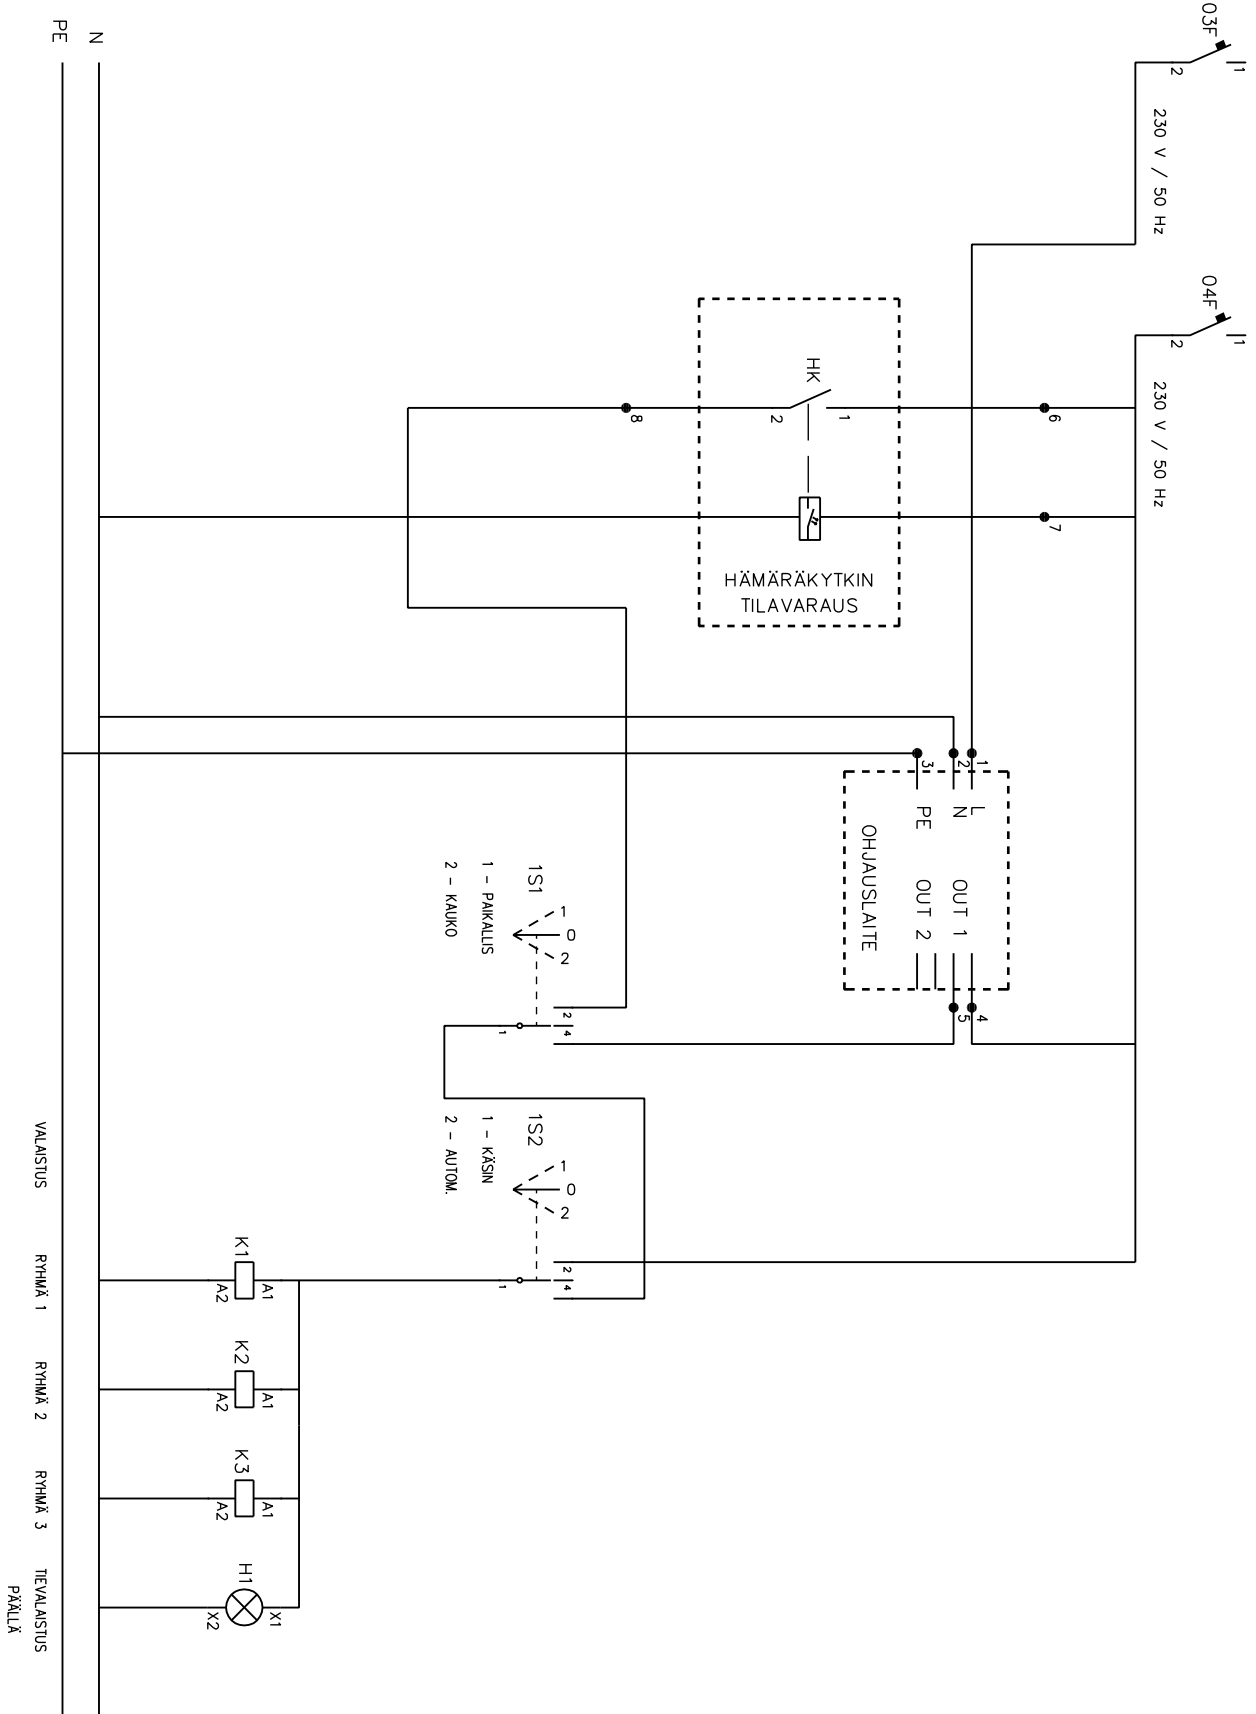 03F
1
2
230 V / 50 Hz
04F
1
2
230 V / 50 Hz
6
7
HK
1
2
8
HÄMÄRÄKYTKIN
TILAVARAUS
1
2
3
L
N
PE
OUT 1
OUT 2
OHJAUSLAITE
4
5
1S1
1 - PAIKALLIS
2 - KAUKO
1
0
2
2
4
1
1S2
1 - KÄSIN
2 - AUTOM.
1
0
2
2
4
1
K1
A1
A2
K2
A1
A2
K3
A1
A2
H1
X1
X2
N
PE
VALAISTUS
RYHMÄ 1
RYHMÄ 2
RYHMÄ 3
TIEVALAISTUS
PÄÄLLÄ